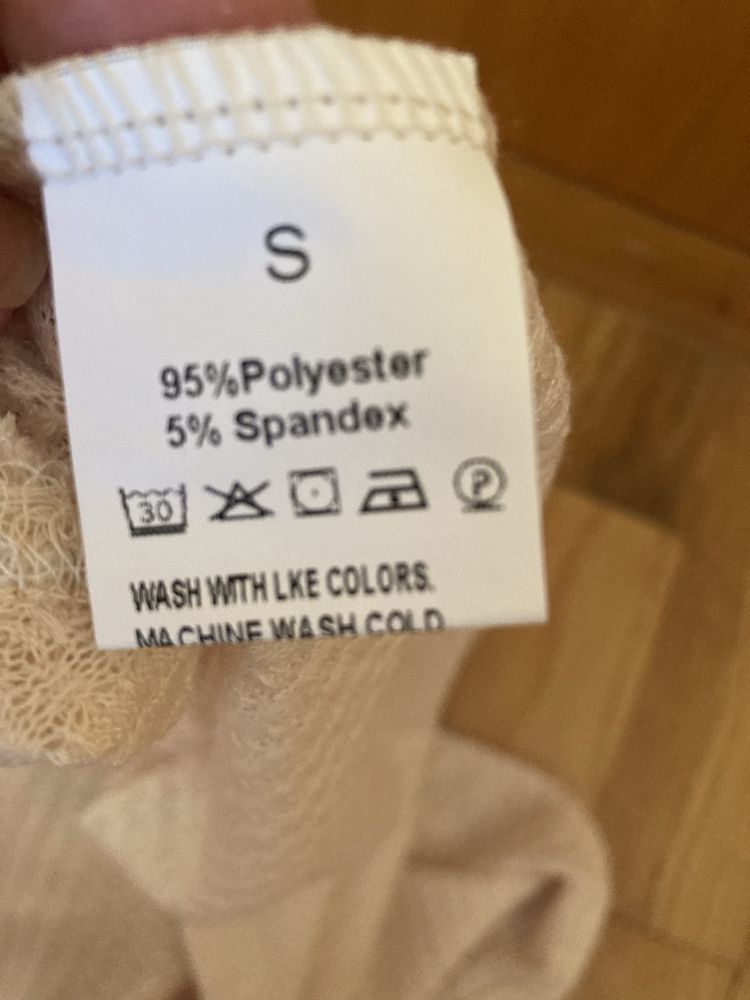 S
95%Polyester
5% Spandex
30 P
WASH WITH LKE COLORS.
MACHINE WASH COLD